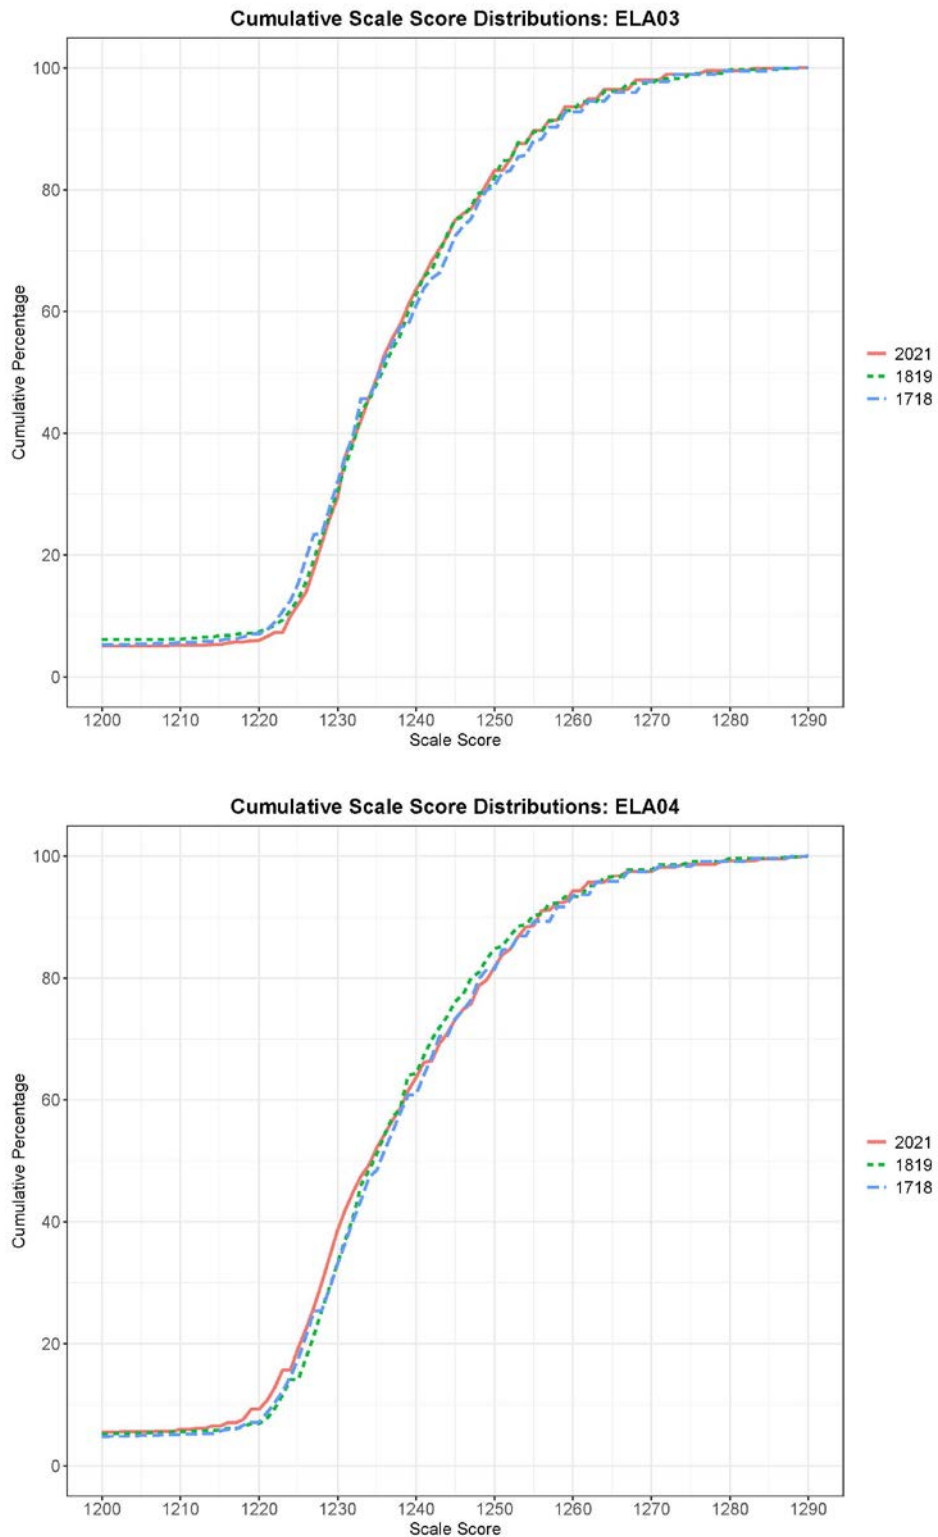 Cumulative Scale Score Distributions: ELA03
100
80
60
40
20
0
Cumulative Percentage
1200 1210 1220 1230 1240 1250 1260 1270 1280 1290
Scale Score
2021
1819
1718
Cumulative Scale Score Distributions: ELA04
100
80
60
40
20
0
Cumulative Percentage
1200 1210 1220 1230 1240 1250 1260 1270 1280 1290
Scale Score
2021
1819
1718